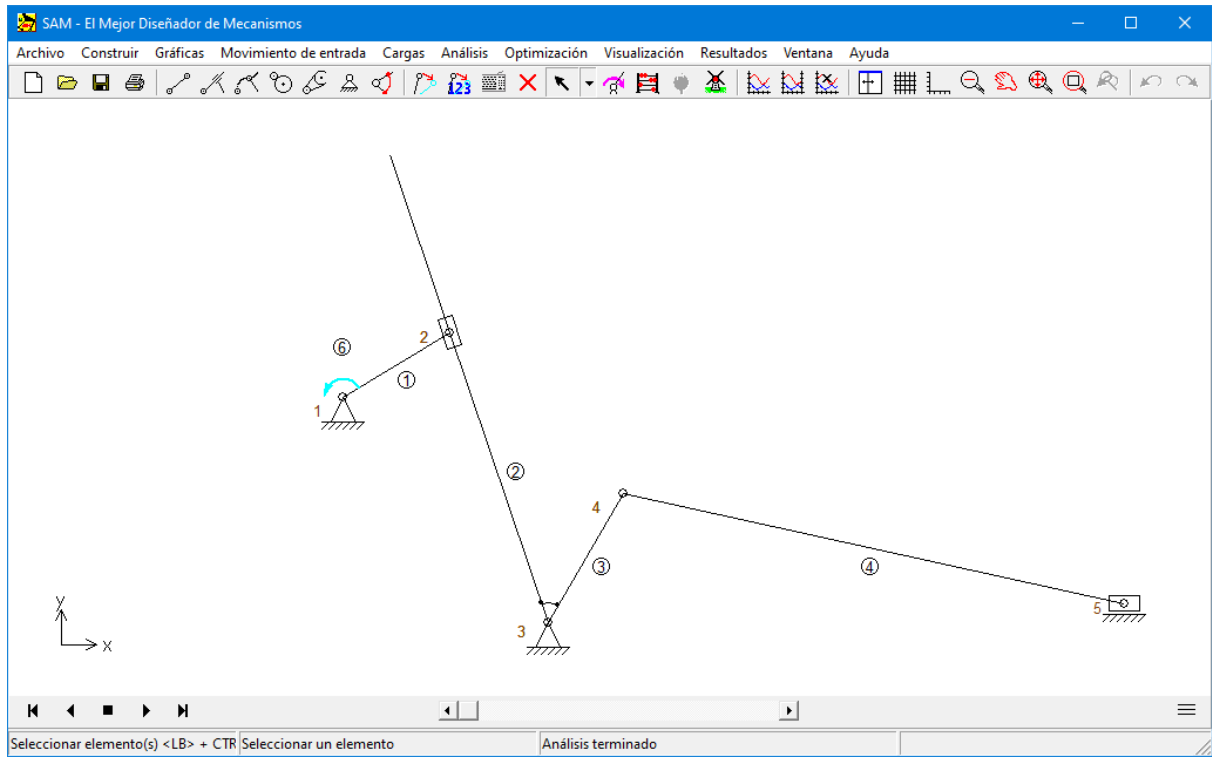 SAM - El Mejor Diseñador de Mecanismos
Archivo Construir Gráficas Movimiento de entrada Cargas Análisis Optimización Visualización Resultados Ventana Ayuda
123
2
6
1
1
2
4
3
4
5
3
y
x
Seleccionar elemento(s) <LB> + CTR Seleccionar un elemento Análisis terminado